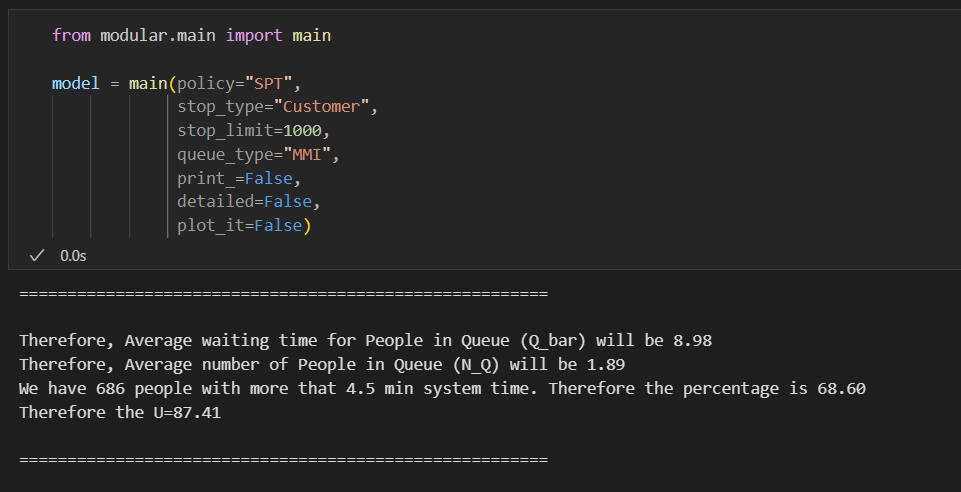 from modular.main import main
model = main(policy="SPT",
stop_type="Customer",
stop_limit=1000,
queue_type="MMI",
print_=False,
detailed=False,
plot_it=False)
0.0s
=======================================================
Therefore, Average waiting time for People in Queue (Q_bar) will be 8.98
Therefore, Average number of People in Queue (N_Q) will be 1.89
We have 686 people with more that 4.5 min system time. Therefore the percentage is 68.60
Therefore the U=87.41
=======================================================